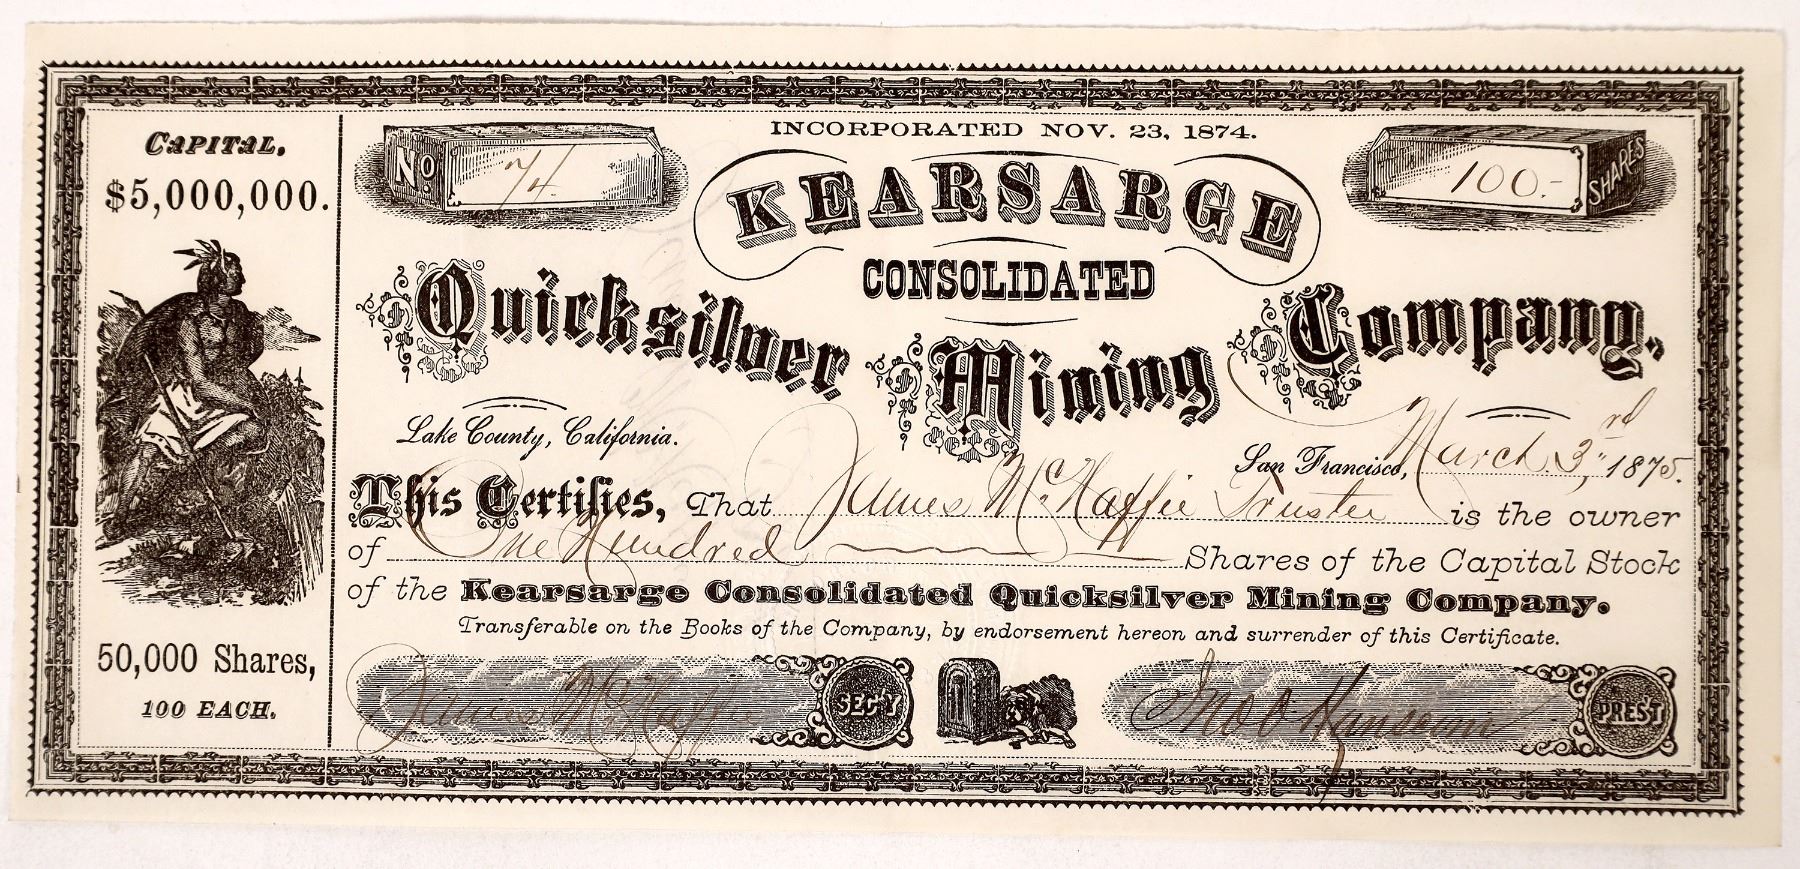 CAPITAL.
$5,000,000.
50,000 Shares,
100 EACH.
No. 74.
INCORPORATED NOV. 23, 1874.
100.- SHARES
KEARSARGE
CONSOLIDATED
Quicksilver Mining Company,
Lake County, California.
San Francisco, March 3rd, 1875.
This Certifies, That James McHaffie Trustee is the owner
of One Hundred Shares of the Capital Stock
of the Kearsarge Consolidated Quicksilver Mining Company.
Transferable on the Books of the Company, by endorsement hereon and surrender of this Certificate.
James McHaffie SEC'Y
PREST